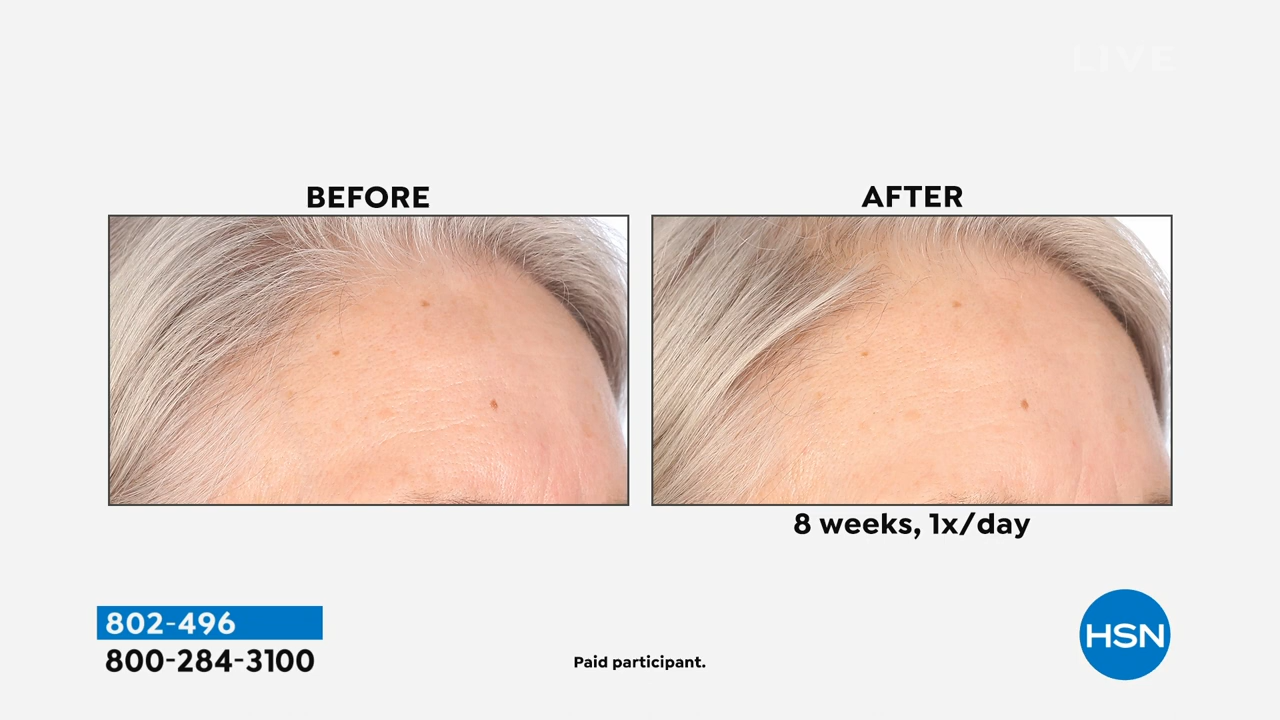 LIVE
BEFORE
AFTER
8 weeks, 1x/day
802-496
800-284-3100
Paid participant.
HSN